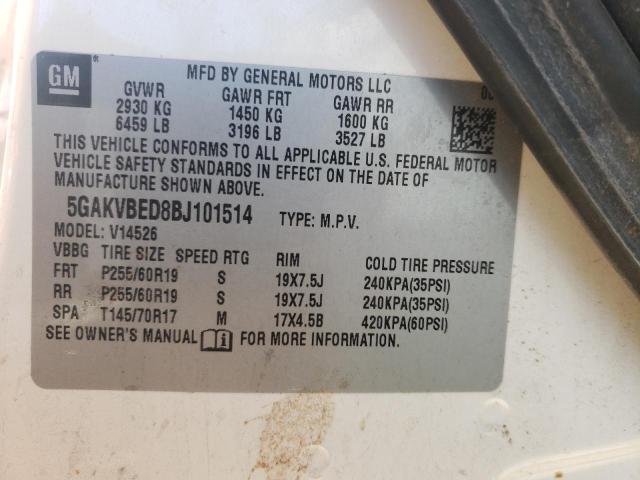 GM
®
MFD BY GENERAL MOTORS LLC
GVWR GAWR FRT GAWR RR
2930 KG 1450 KG 1600 KG
6459 LB 3196 LB 3527 LB
THIS VEHICLE CONFORMS TO ALL APPLICABLE U.S. FEDERAL MOTOR
VEHICLE SAFETY STANDARDS IN EFFECT ON THE DATE OF
MANUFACTURE SHOWN ABOVE.
5GAKVBED8BJ101514 TYPE: M.P.V.
MODEL: V14526
VBBG TIRE SIZE SPEED RTG RIM COLD TIRE PRESSURE
FRT P255/60R19 S 19X7.5J 240KPA(35PSI)
RR P255/60R19 S 19X7.5J 240KPA(35PSI)
SPA T145/70R17 M 17X4.5B 420KPA(60PSI)
SEE OWNER'S MANUAL FOR MORE INFORMATION.